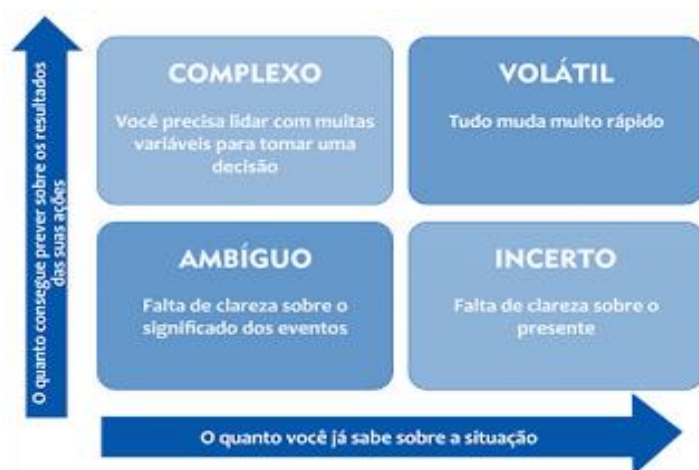 O quanto consegue prever sobre os resultados
das suas ações
COMPLEXO
Você precisa lidar com muitas
variáveis para tomar uma
decisão
VOLÁTIL
Tudo muda muito rápido
AMBÍGUO
Falta de clareza sobre o
significado dos eventos
INCERTO
Falta de clareza sobre o
presente
O quanto você já sabe sobre a situação